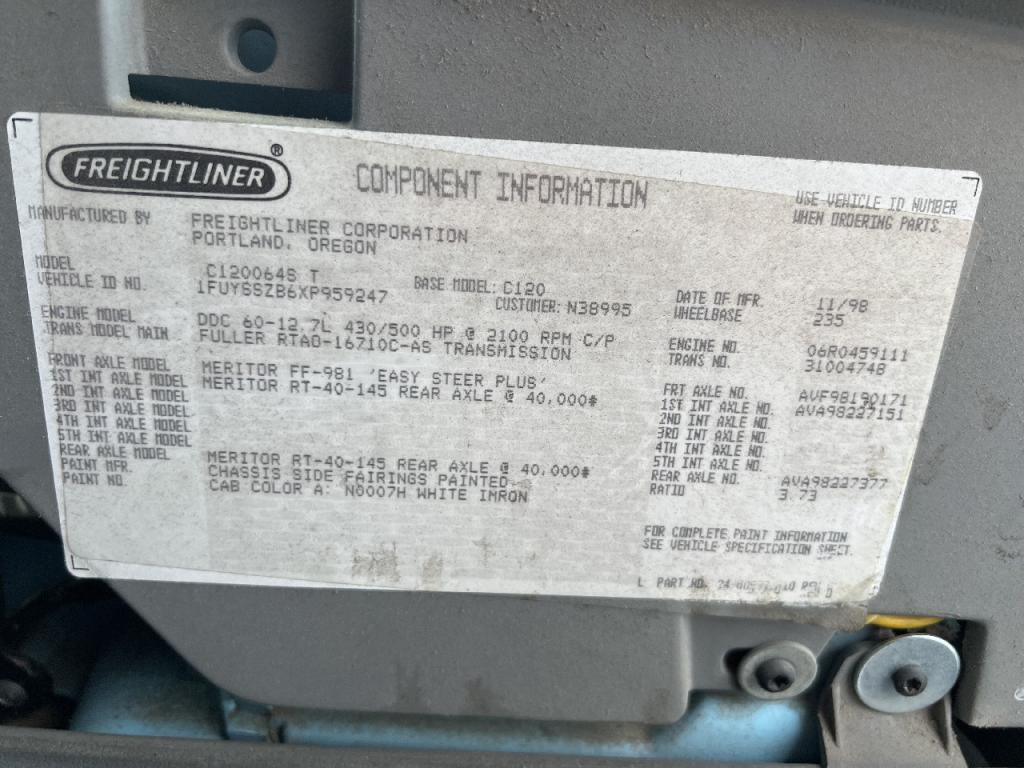 FREIGHTLINER®
COMPONENT INFORMATION
USE VEHICLE ID NUMBER
WHEN ORDERING PARTS.
MANUFACTURED BY FREIGHTLINER CORPORATION
PORTLAND, OREGON
MODEL C120064S T BASE MODEL: C120 DATE OF MFR. 11/98
VEHICLE ID NO. 1FUYSSZB6XP959247 CUSTOMER: N38995 WHEELBASE 235
ENGINE MODEL DDC 60-12.7L 430/500 HP @ 2100 RPM C/P ENGINE NO. 06R0459111
TRANS MODEL MAIN FULLER RTAO-16710C-AS TRANSMISSION TRANS NO. 31004748
FRONT AXLE MODEL MERITOR FF-981 'EASY STEER PLUS' FRT AXLE NO. AVF98190171
1ST INT AXLE MODEL MERITOR RT-40-145 REAR AXLE @ 40,000# 1ST INT AXLE NO. AVA98227151
2ND INT AXLE MODEL 2ND INT AXLE NO.
3RD INT AXLE MODEL 3RD INT AXLE NO.
4TH INT AXLE MODEL 4TH INT AXLE NO.
5TH INT AXLE MODEL 5TH INT AXLE NO.
REAR AXLE MODEL MERITOR RT-40-145 REAR AXLE @ 40,000# REAR AXLE NO. AVA98227377
PAINT MFR. CHASSIS SIDE FAIRINGS PAINTED. RATIO 3.73
PAINT NO. CAB COLOR A: N0007H WHITE IMRON
FOR COMPLETE PAINT INFORMATION
SEE VEHICLE SPECIFICATION SHEET.
L PART NO.